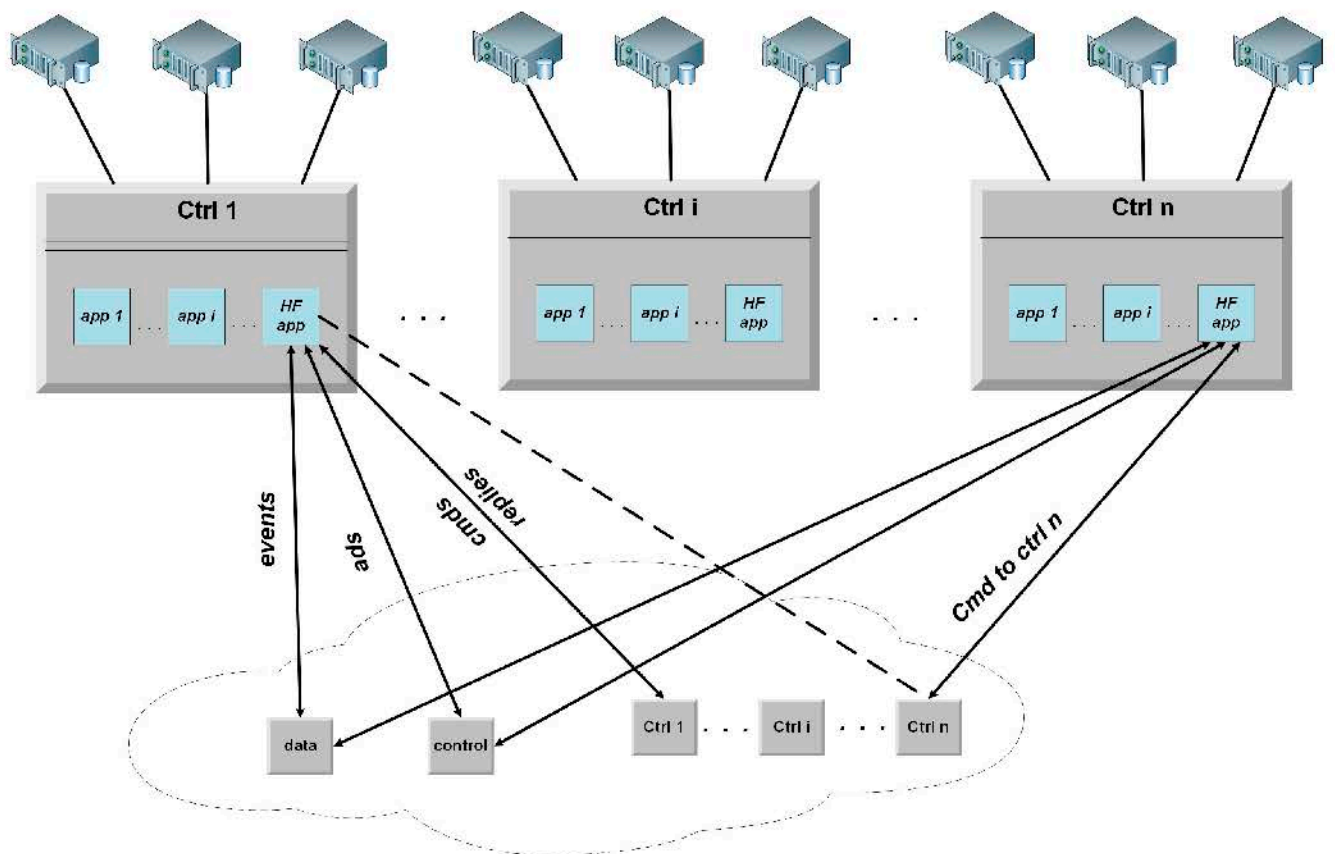 Ctrl 1
Ctrl i
Ctrl n
app 1 . . . app i . . . HF app
. . .
app 1 . . . app i . . . HF app
. . .
app 1 . . . app i . . . HF app
events
ads
cmds
replies
Cmd to ctrl n
data
control
Ctrl 1 . . . Ctrl i . . . Ctrl n